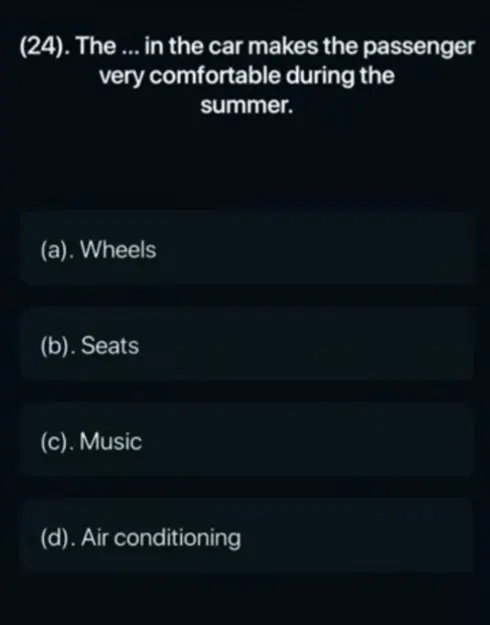 (24). The ... in the car makes the passenger
very comfortable during the
summer.
(a). Wheels
(b). Seats
(c). Music
(d). Air conditioning